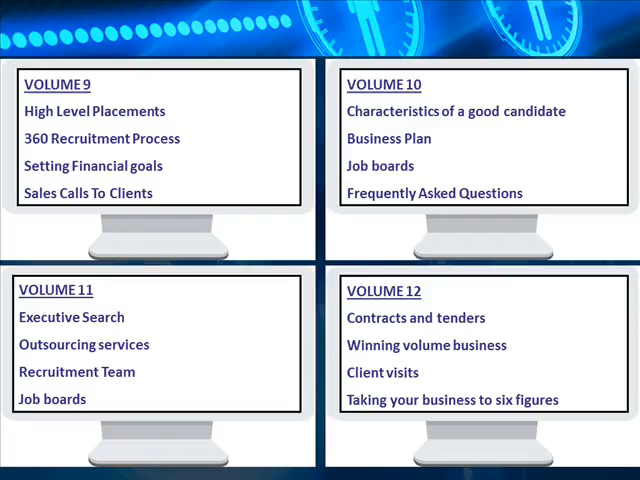 VOLUME 9
High Level Placements
360 Recruitment Process
Setting Financial goals
Sales Calls To Clients
VOLUME 10
Characteristics of a good candidate
Business Plan
Job boards
Frequently Asked Questions
VOLUME 11
Executive Search
Outsourcing services
Recruitment Team
Job boards
VOLUME 12
Contracts and tenders
Winning volume business
Client visits
Taking your business to six figures